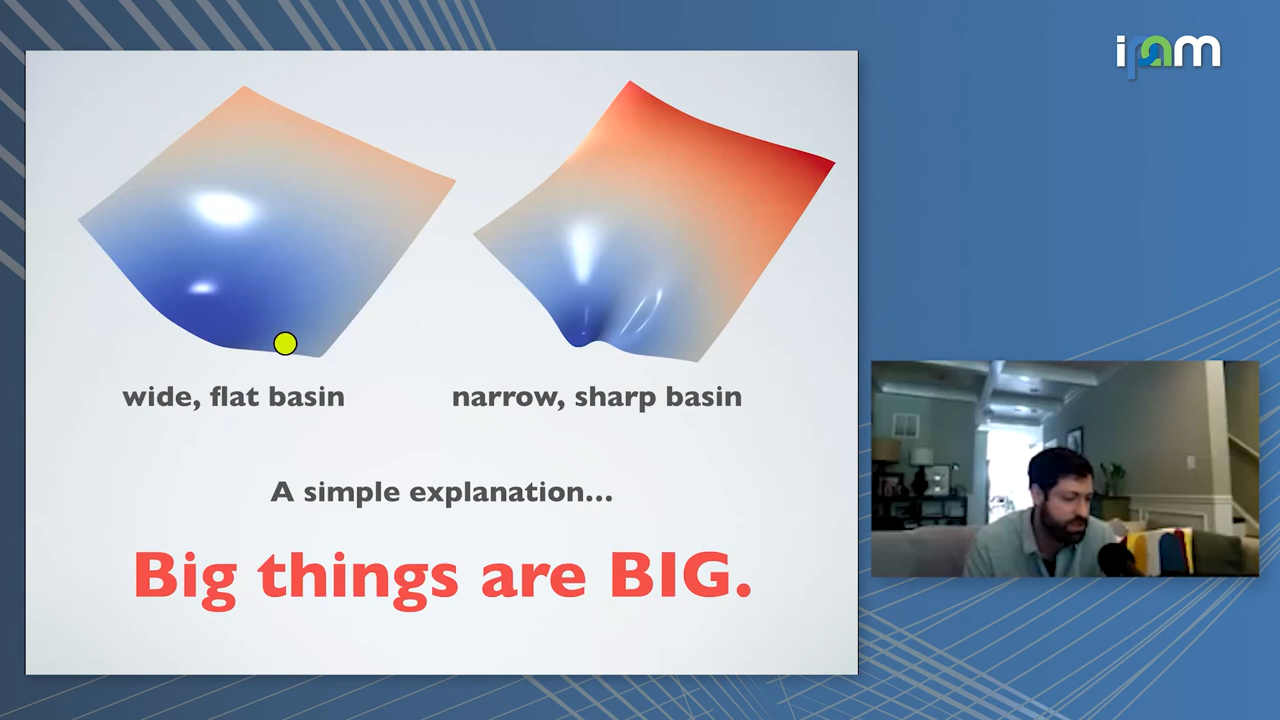 ipam
wide, flat basin
narrow, sharp basin
A simple explanation...
Big things are BIG.